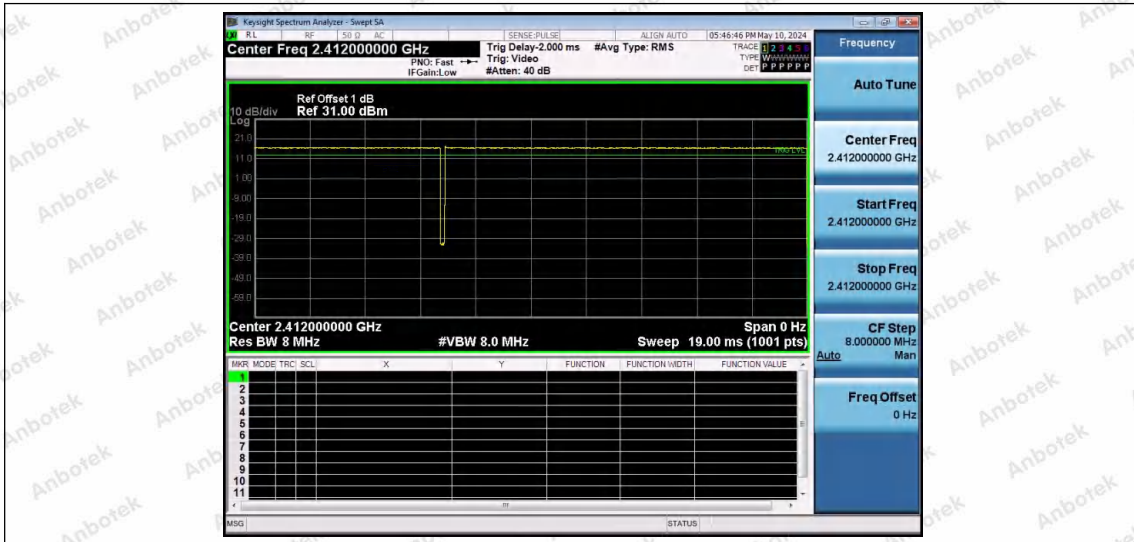 Keysight Spectrum Analyzer - Swept SA
RL RF 50 Ω AC SENSE:PULSE ALIGN AUTO 05:46:46 PM May 10, 2024
Center Freq 2.412000000 GHz
PNO: Fast
IFGain:Low
Trig Delay-2.000 ms
Trig: Video
#Atten: 40 dB
#Avg Type: RMS
TRACE 1 2 3 4 5 6
TYPE WWWWWW
DET P P P P P P
Ref Offset 1 dB
10 dB/div Ref 31.00 dBm
Log
21.0
TRIG LVL
11.0
1.00
-9.00
-19.0
-29.0
-39.0
-49.0
-59.0
Center 2.412000000 GHz Span 0 Hz
Res BW 8 MHz #VBW 8.0 MHz Sweep 19.00 ms (1001 pts)
MKR MODE TRC SCL X Y FUNCTION FUNCTION WIDTH FUNCTION VALUE
1
2
3
4
5
6
7
8
9
10
11
MSG STATUS
Frequency
Auto Tune
Center Freq
2.412000000 GHz
Start Freq
2.412000000 GHz
Stop Freq
2.412000000 GHz
CF Step
8.000000 MHz
Auto Man
Freq Offset
0 Hz
Anbotek